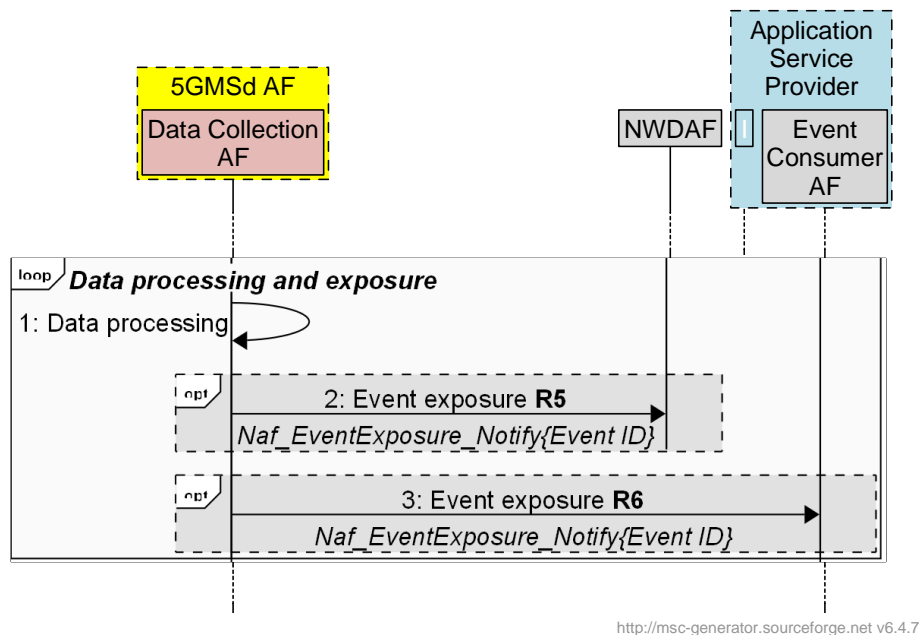 Application
Service
Provider
5GMSd AF
Data Collection
AF
NWDAF
I
Event
Consumer
AF
loop
Data processing and exposure
1: Data processing
opt
2: Event exposure R5
Naf_EventExposure_Notify{Event ID}
opt
3: Event exposure R6
Naf_EventExposure_Notify{Event ID}
http://msc-generator.sourceforge.net v6.4.7